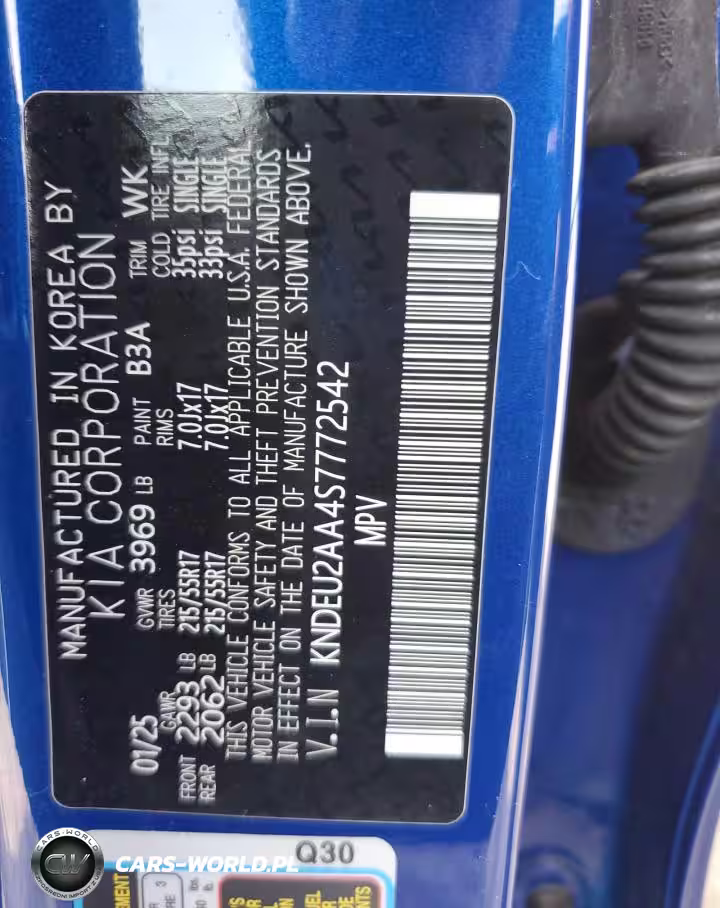 MANUFACTURED IN KOREA BY
KIA CORPORATION
01/25 GVWR 3969 LB PAINT B3A TRIM WK
GAWR TIRES RIMS COLD TIRE INFL
FRONT 2293 LB 215/55R17 7.0Jx17 35psi SINGLE
REAR 2062 LB 215/55R17 7.0Jx17 33psi SINGLE
THIS VEHICLE CONFORMS TO ALL APPLICABLE U.S.A. FEDERAL
MOTOR VEHICLE SAFETY AND THEFT PREVENTION STANDARDS
IN EFFECT ON THE DATE OF MANUFACTURE SHOWN ABOVE.
V.I.N KNDEU2AA4S7772542
MPV
Q30
CARS-WORLD
CW
CARS-WORLD.PL